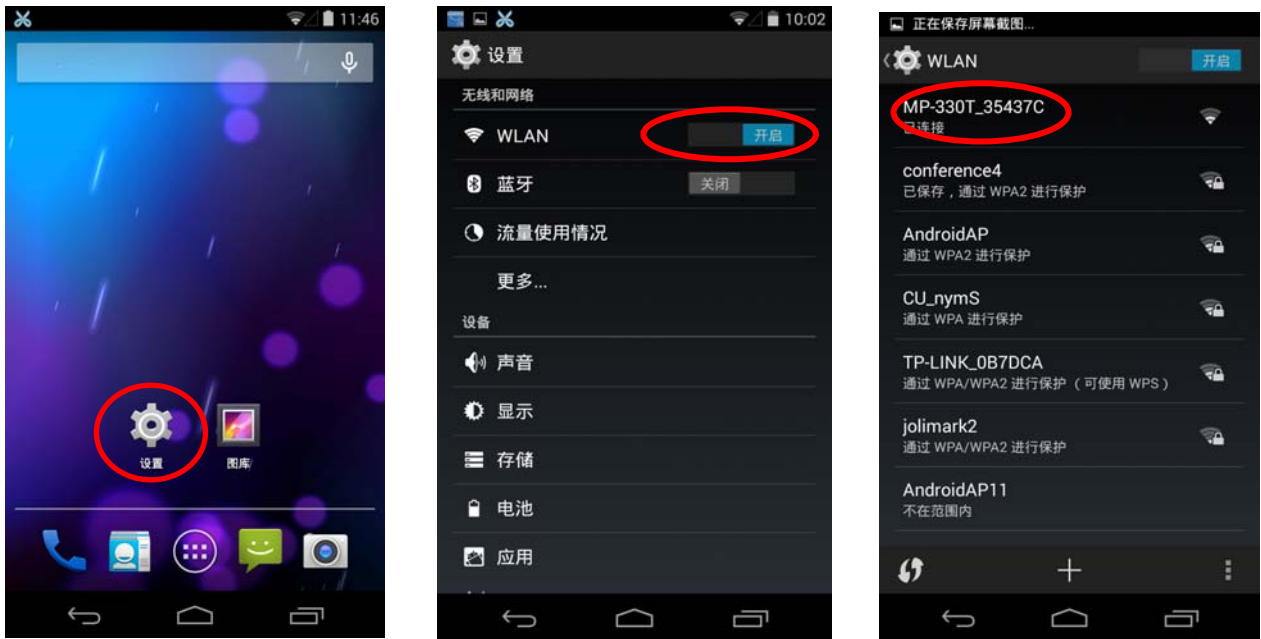 11:46
设置
图库
10:02
设置
无线和网络
WLAN
开启
蓝牙
关闭
流量使用情况
更多...
设备
声音
显示
存储
电池
应用
正在保存屏幕截图...
WLAN
开启
MP-330T_35437C
已连接
conference4
已保存，通过 WPA2 进行保护
AndroidAP
通过 WPA2 进行保护
CU_nymS
通过 WPA 进行保护
TP-LINK_0B7DCA
通过 WPA/WPA2 进行保护 （可使用 WPS）
jolimark2
通过 WPA/WPA2 进行保护
AndroidAP11
不在范围内